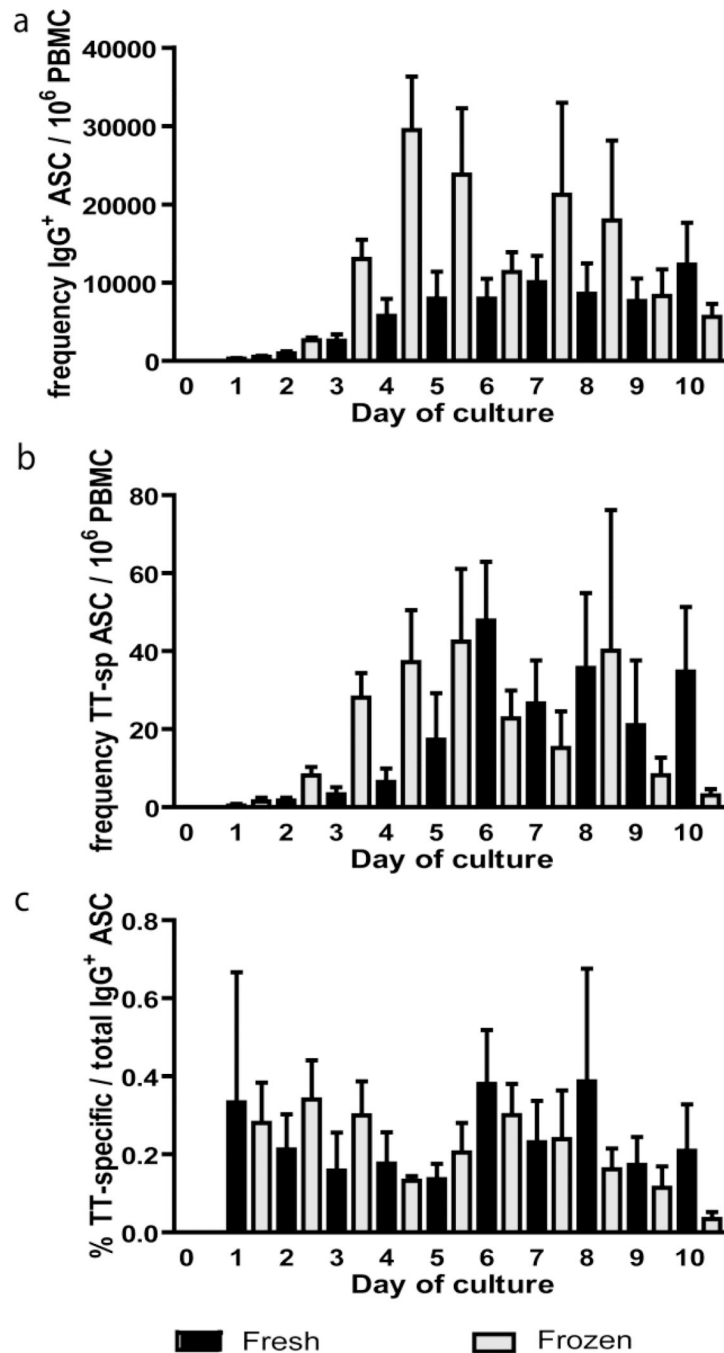 a
frequency IgG⁺ ASC / 10⁶ PBMC
40000
30000
20000
10000
0
0 1 2 3 4 5 6 7 8 9 10
Day of culture
b
frequency TT-sp ASC / 10⁶ PBMC
80
60
40
20
0
0 1 2 3 4 5 6 7 8 9 10
Day of culture
c
% TT-specific / total IgG⁺ ASC
0.8
0.6
0.4
0.2
0.0
0 1 2 3 4 5 6 7 8 9 10
Day of culture
Fresh Frozen